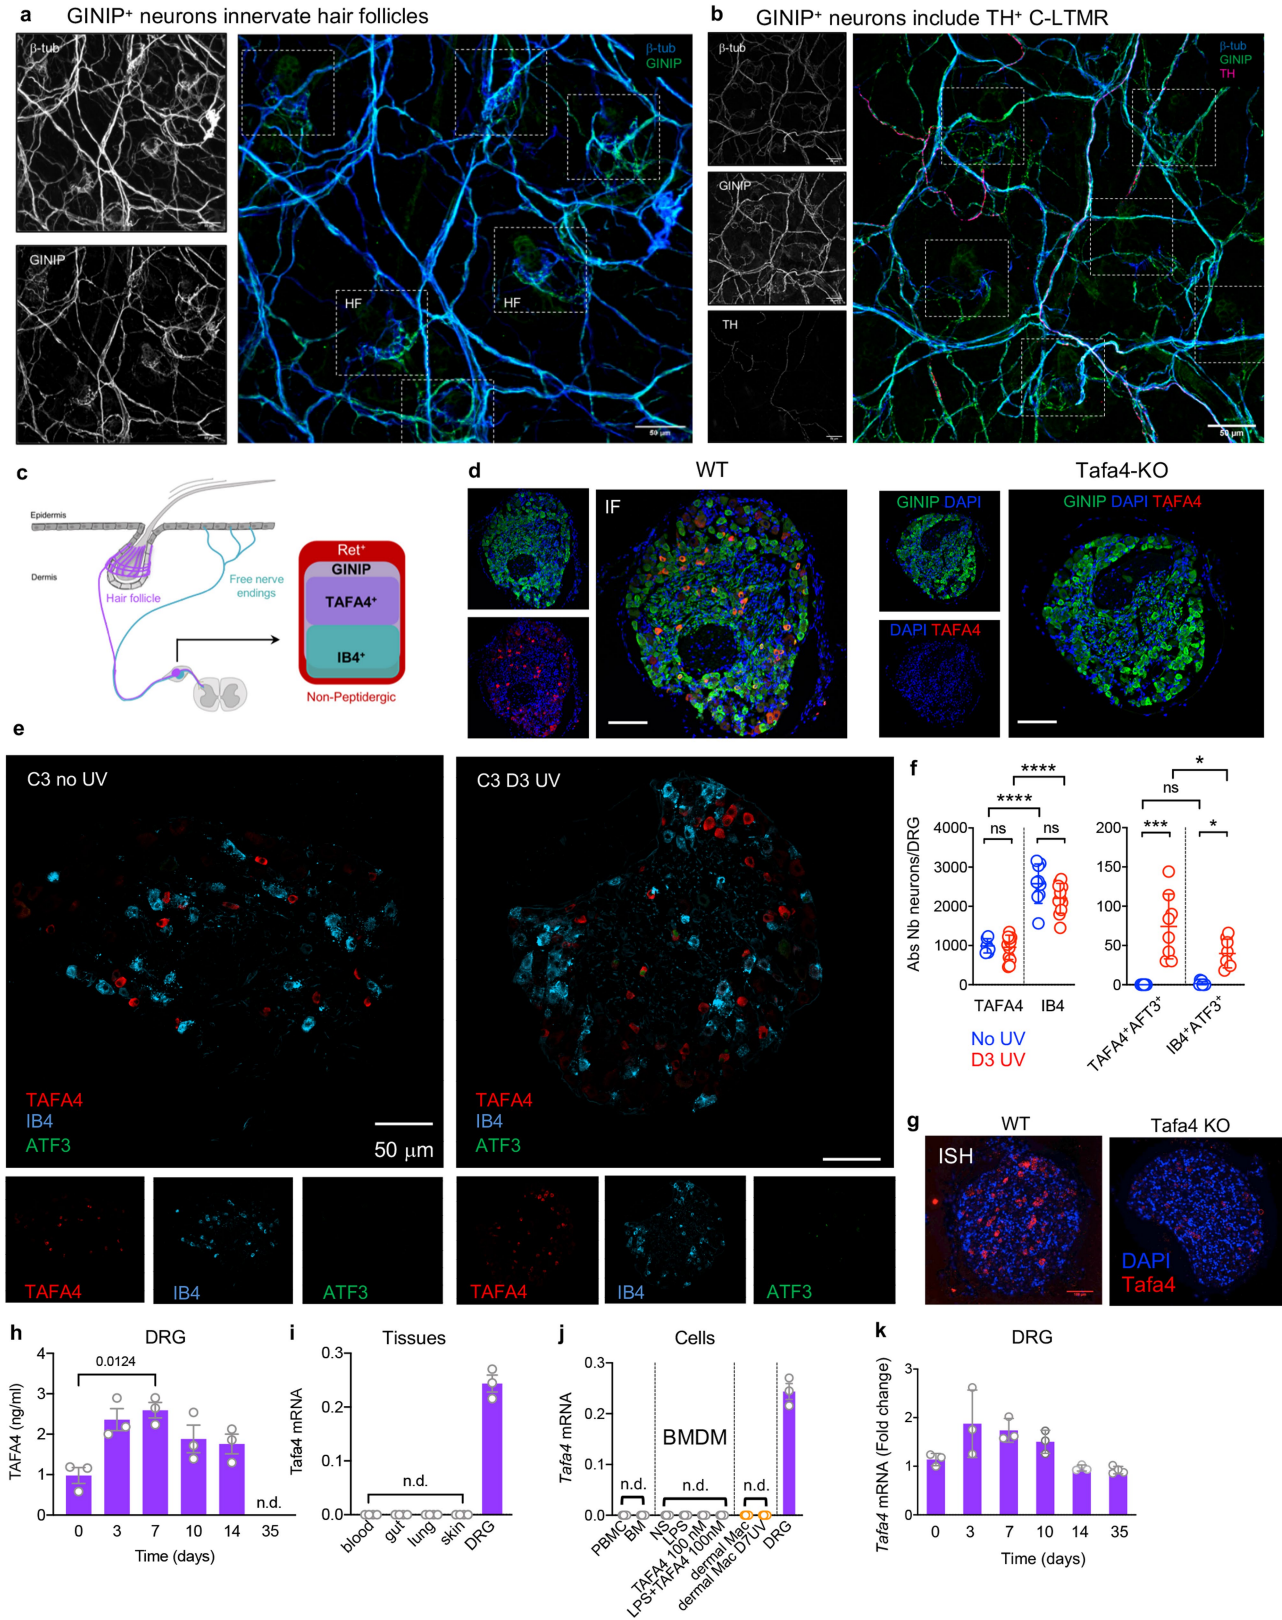 a GINIP⁺ neurons innervate hair follicles
β-tub
GINIP
β-tub
GINIP
HF
HF
50 μm
b GINIP⁺ neurons include TH⁺ C-LTMR
β-tub
GINIP
TH
β-tub
GINIP
TH
50 μm
c
Epidermis
Dermis
Hair follicle
Free nerve
endings
Ret⁺
GINIP
TAFA4⁺
IB4⁺
Non-Peptidergic
d WT
IF
Tafa4-KO
GINIP DAPI
DAPI TAFA4
GINIP DAPI TAFA4
e
C3 no UV
TAFA4
IB4
ATF3
50 μm
C3 D3 UV
TAFA4
IB4
ATF3
TAFA4 IB4 ATF3
TAFA4 IB4 ATF3
f
Abs Nb neurons/DRG
4000
3000
2000
1000
0
**** 
****
ns ns
TAFA4 IB4
No UV
D3 UV
200
150
100
50
0
*
ns
*** *
TAFA4⁺AFT3⁺
IB4⁺ATF3⁺
g WT Tafa4 KO
ISH
DAPI
Tafa4
h DRG
TAFA4 (ng/ml)
4
3
2
1
0
0.0124
n.d.
0 3 7 10 14 35
Time (days)
i Tissues
Tafa4 mRNA
0.3
0.2
0.1
0.0
n.d.
blood gut lung skin DRG
j Cells
Tafa4 mRNA
0.3
0.2
0.1
0.0
BMDM
n.d. n.d. n.d.
PBMC
BM
NS
LPS
TAFA4 100 nM
LPS+TAFA4 100nM
dermal Mac
dermal Mac D7UV
DRG
k DRG
Tafa4 mRNA (Fold change)
3
2
1
0
0 3 7 10 14 35
Time (days)